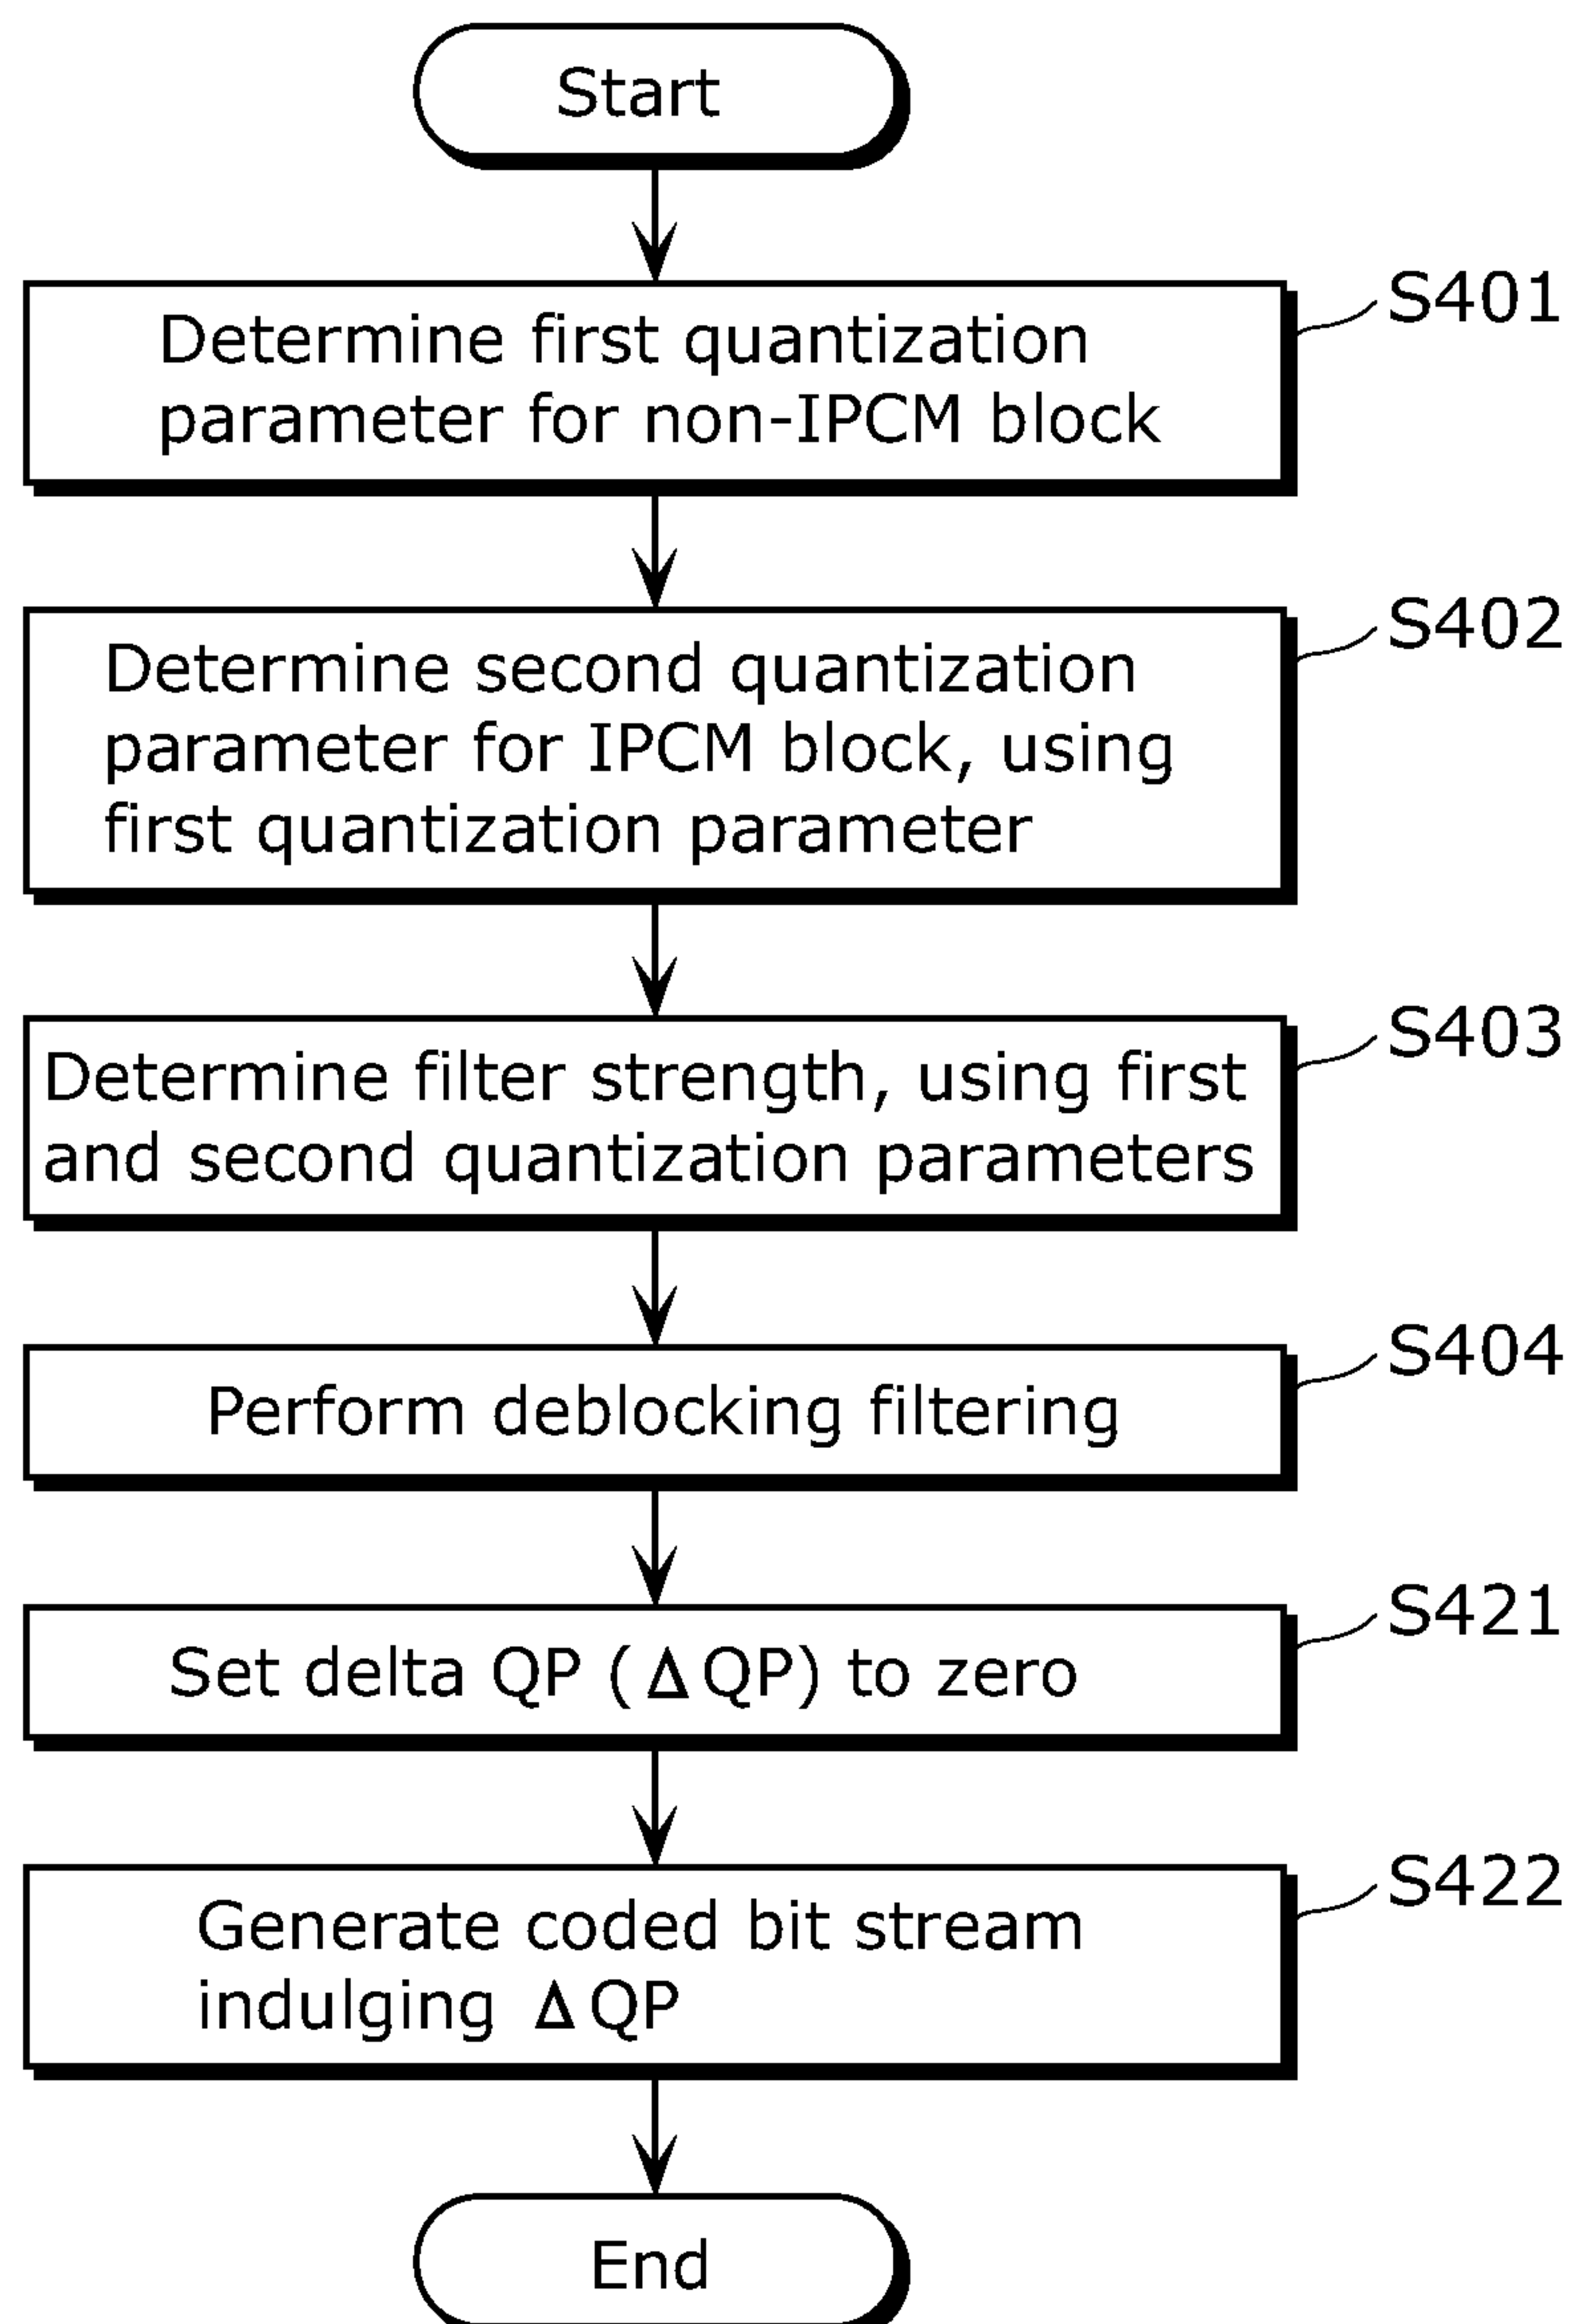 Start
S401
Determine first quantization
parameter for non-IPCM block
S402
Determine second quantization
parameter for IPCM block, using
first quantization parameter
S403
Determine filter strength, using first
and second quantization parameters
S404
Perform deblocking filtering
S421
Set delta QP (ΔQP) to zero
S422
Generate coded bit stream
indulging ΔQP
End